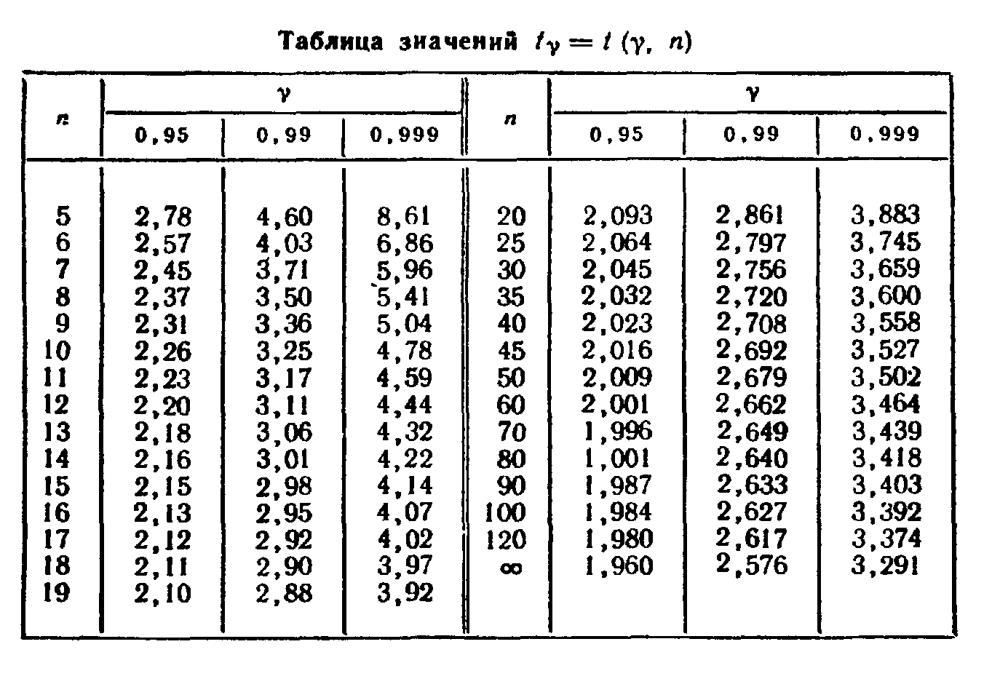 Таблица значений tγ = t (γ, n)
n γ n γ
0,95 0,99 0,999 0,95 0,99 0,999
5 2,78 4,60 8,61 20 2,093 2,861 3,883
6 2,57 4,03 6,86 25 2,064 2,797 3,745
7 2,45 3,71 5,96 30 2,045 2,756 3,659
8 2,37 3,50 5,41 35 2,032 2,720 3,600
9 2,31 3,36 5,04 40 2,023 2,708 3,558
10 2,26 3,25 4,78 45 2,016 2,692 3,527
11 2,23 3,17 4,59 50 2,009 2,679 3,502
12 2,20 3,11 4,44 60 2,001 2,662 3,464
13 2,18 3,06 4,32 70 1,996 2,649 3,439
14 2,16 3,01 4,22 80 1,001 2,640 3,418
15 2,15 2,98 4,14 90 1,987 2,633 3,403
16 2,13 2,95 4,07 100 1,984 2,627 3,392
17 2,12 2,92 4,02 120 1,980 2,617 3,374
18 2,11 2,90 3,97 ∞ 1,960 2,576 3,291
19 2,10 2,88 3,92